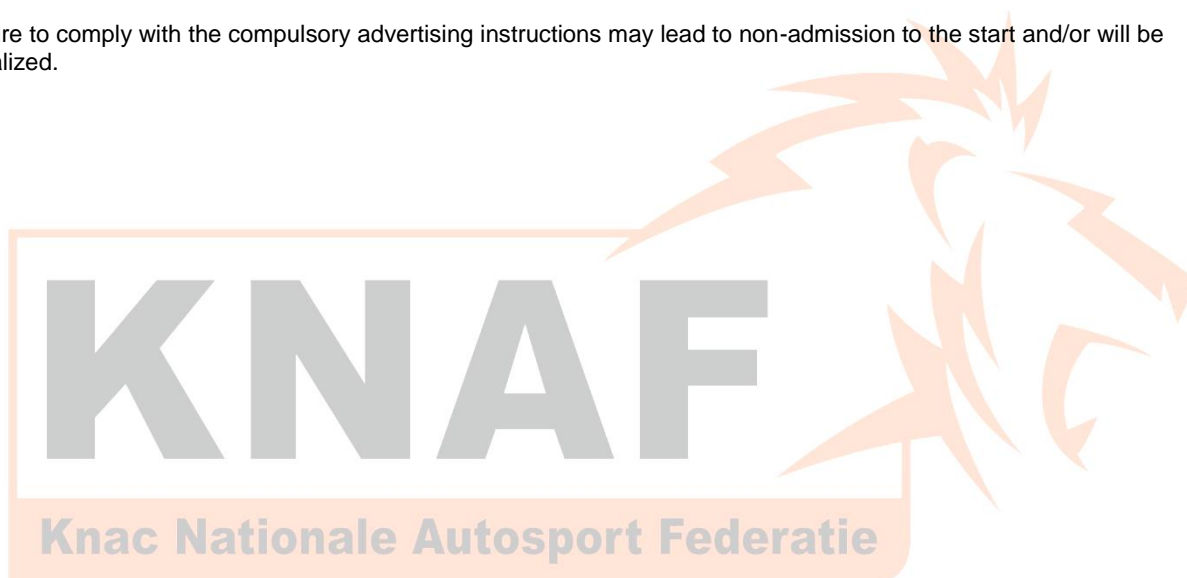 re to comply with the compulsory advertising instructions may lead to non-admission to the start and/or will be
lized.
KNAF
Knac Nationale Autosport Federatie